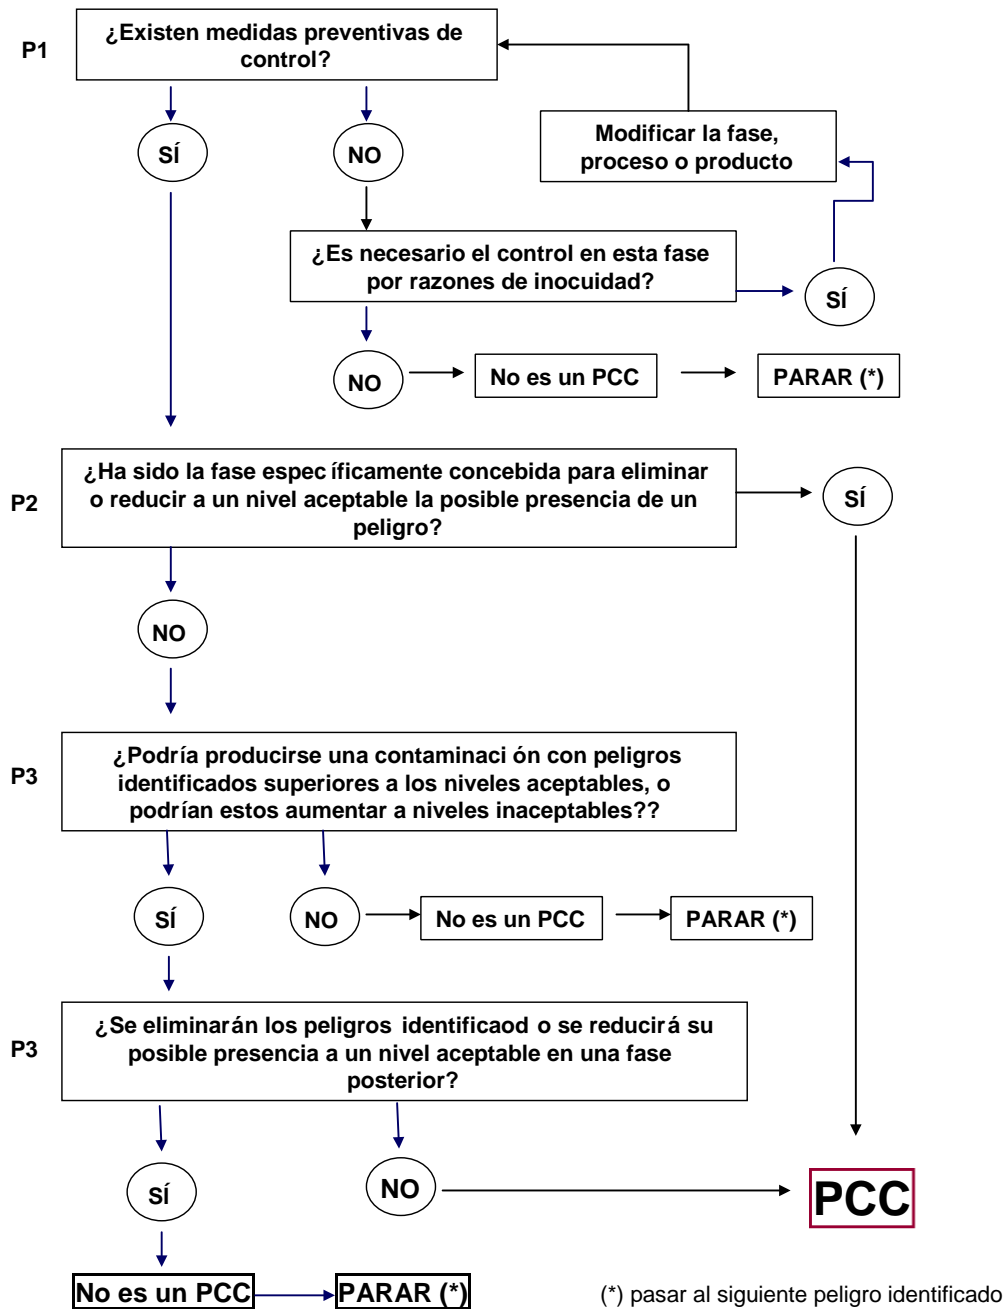 P1
¿Existen medidas preventivas de
control?
SÍ
NO
Modificar la fase,
proceso o producto
¿Es necesario el control en esta fase
por razones de inocuidad?
SÍ
NO
No es un PCC
PARAR (*)
P2
¿Ha sido la fase espec íficamente concebida para eliminar
o reducir a un nivel aceptable la posible presencia de un
peligro?
SÍ
NO
P3
¿Podría producirse una contaminaci ón con peligros
identificados superiores a los niveles aceptables, o
podrían estos aumentar a niveles inaceptables??
SÍ
NO
No es un PCC
PARAR (*)
P3
¿Se eliminarán los peligros identificaod o se reducirá su
posible presencia a un nivel aceptable en una fase
posterior?
SÍ
NO
PCC
No es un PCC
PARAR (*)
(*) pasar al siguiente peligro identificado